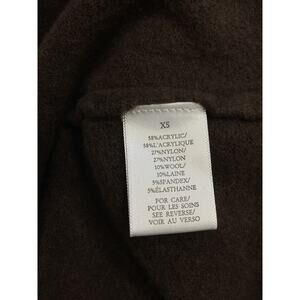 XS
58%ACRYLIC/
58%L'ACRYLIQUE
27%NYLON/
27%NYLON
10%WOOL/
10%LAINE
5%SPANDEX/
5%ÉLASTHANNE
FOR CARE/
POUR LES SOINS
SEE REVERSE/
VOIR AU VERSO